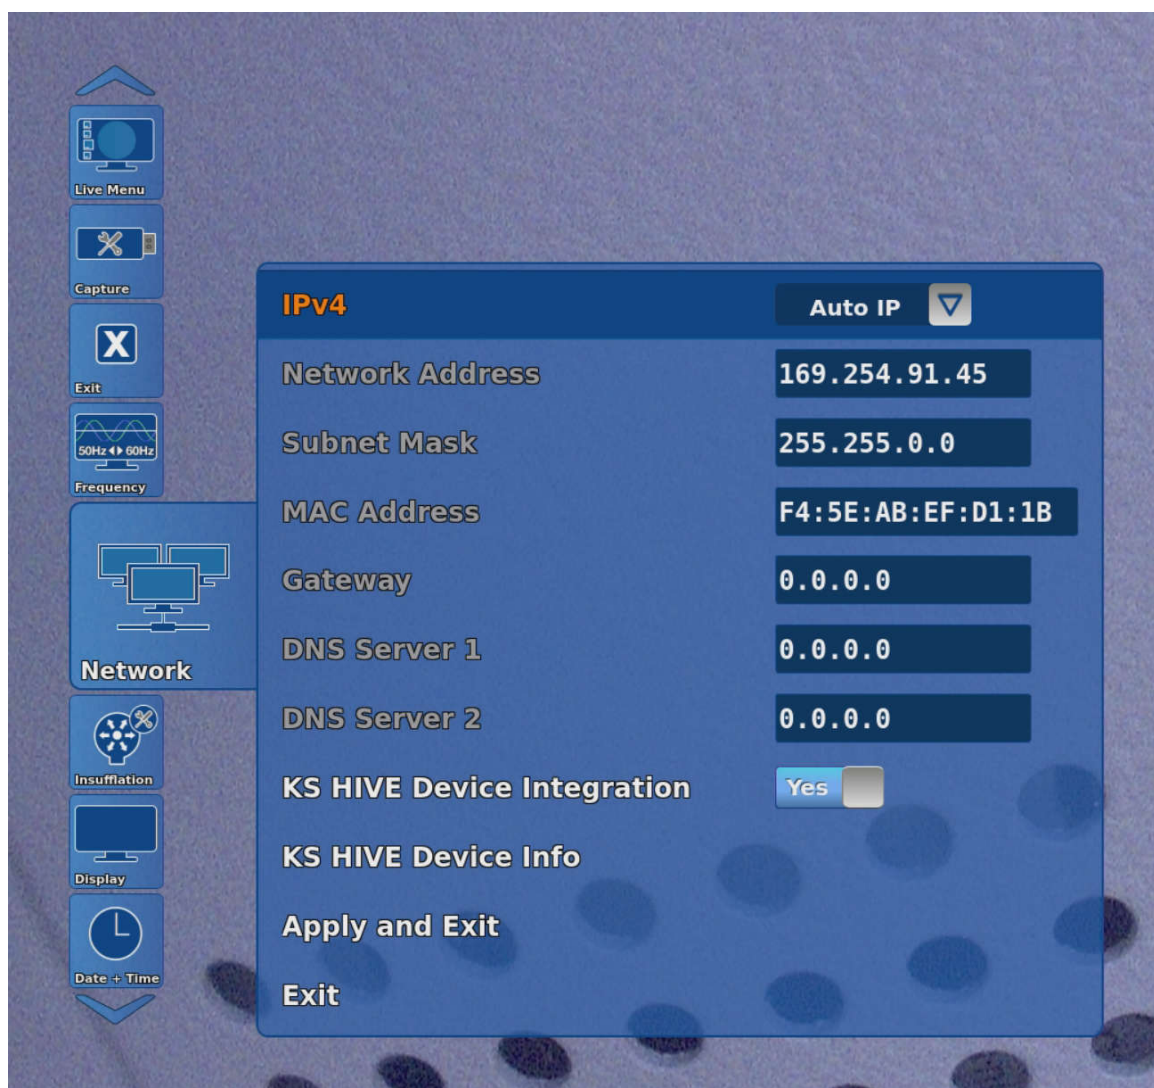 Live Menu
Capture
X
Exit
50Hz 60Hz
Frequency
Network
Insufflation
Display
Date + Time
IPv4 Auto IP
Network Address 169.254.91.45
Subnet Mask 255.255.0.0
MAC Address F4:5E:AB:EF:D1:1B
Gateway 0.0.0.0
DNS Server 1 0.0.0.0
DNS Server 2 0.0.0.0
KS HIVE Device Integration Yes
KS HIVE Device Info
Apply and Exit
Exit